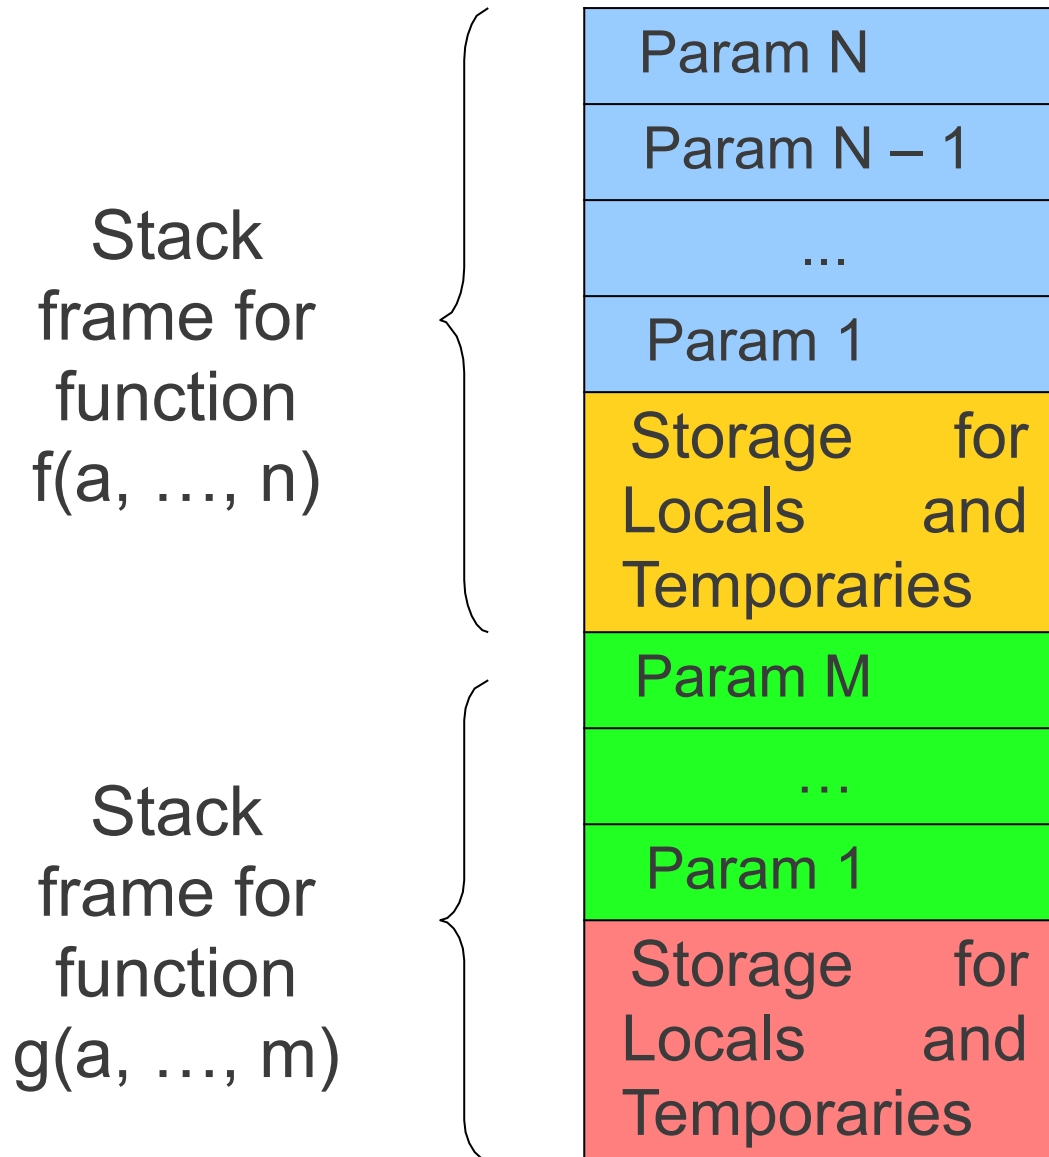 Stack
frame for
function
f(a, …, n)
Param N
Param N – 1
...
Param 1
Storage for
Locals and
Temporaries
Stack
frame for
function
g(a, …, m)
Param M
…
Param 1
Storage for
Locals and
Temporaries